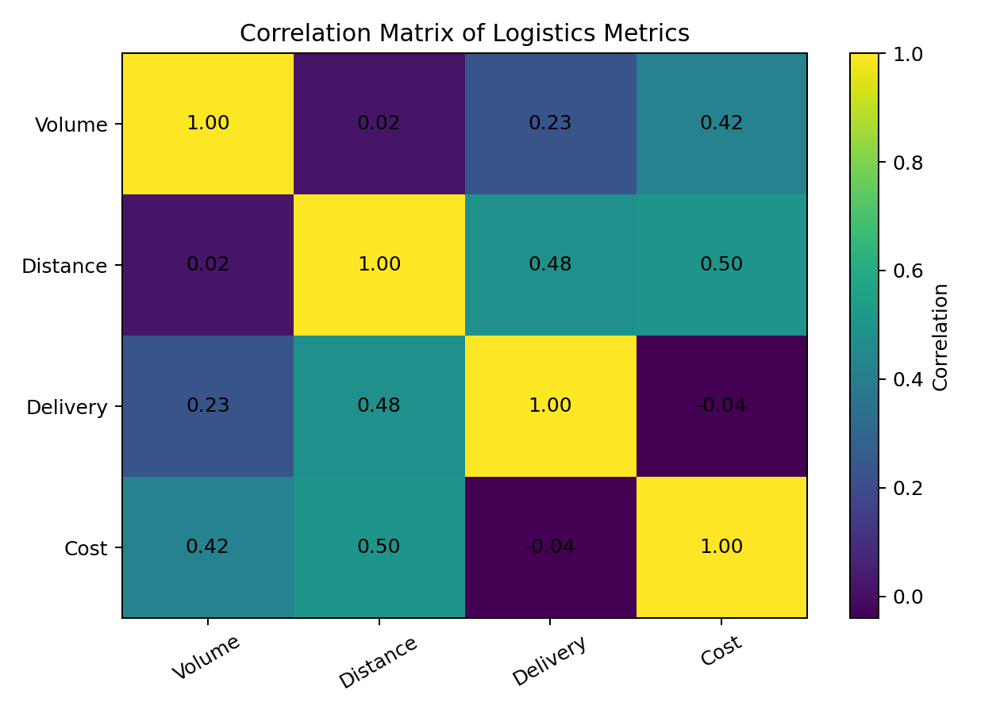 Correlation Matrix of Logistics Metrics
Volume 1.00 0.02 0.23 0.42
Distance 0.02 1.00 0.48 0.50
Delivery 0.23 0.48 1.00 -0.04
Cost 0.42 0.50 -0.04 1.00
Volume Distance Delivery Cost
1.0
0.8
0.6
0.4
0.2
0.0
Correlation